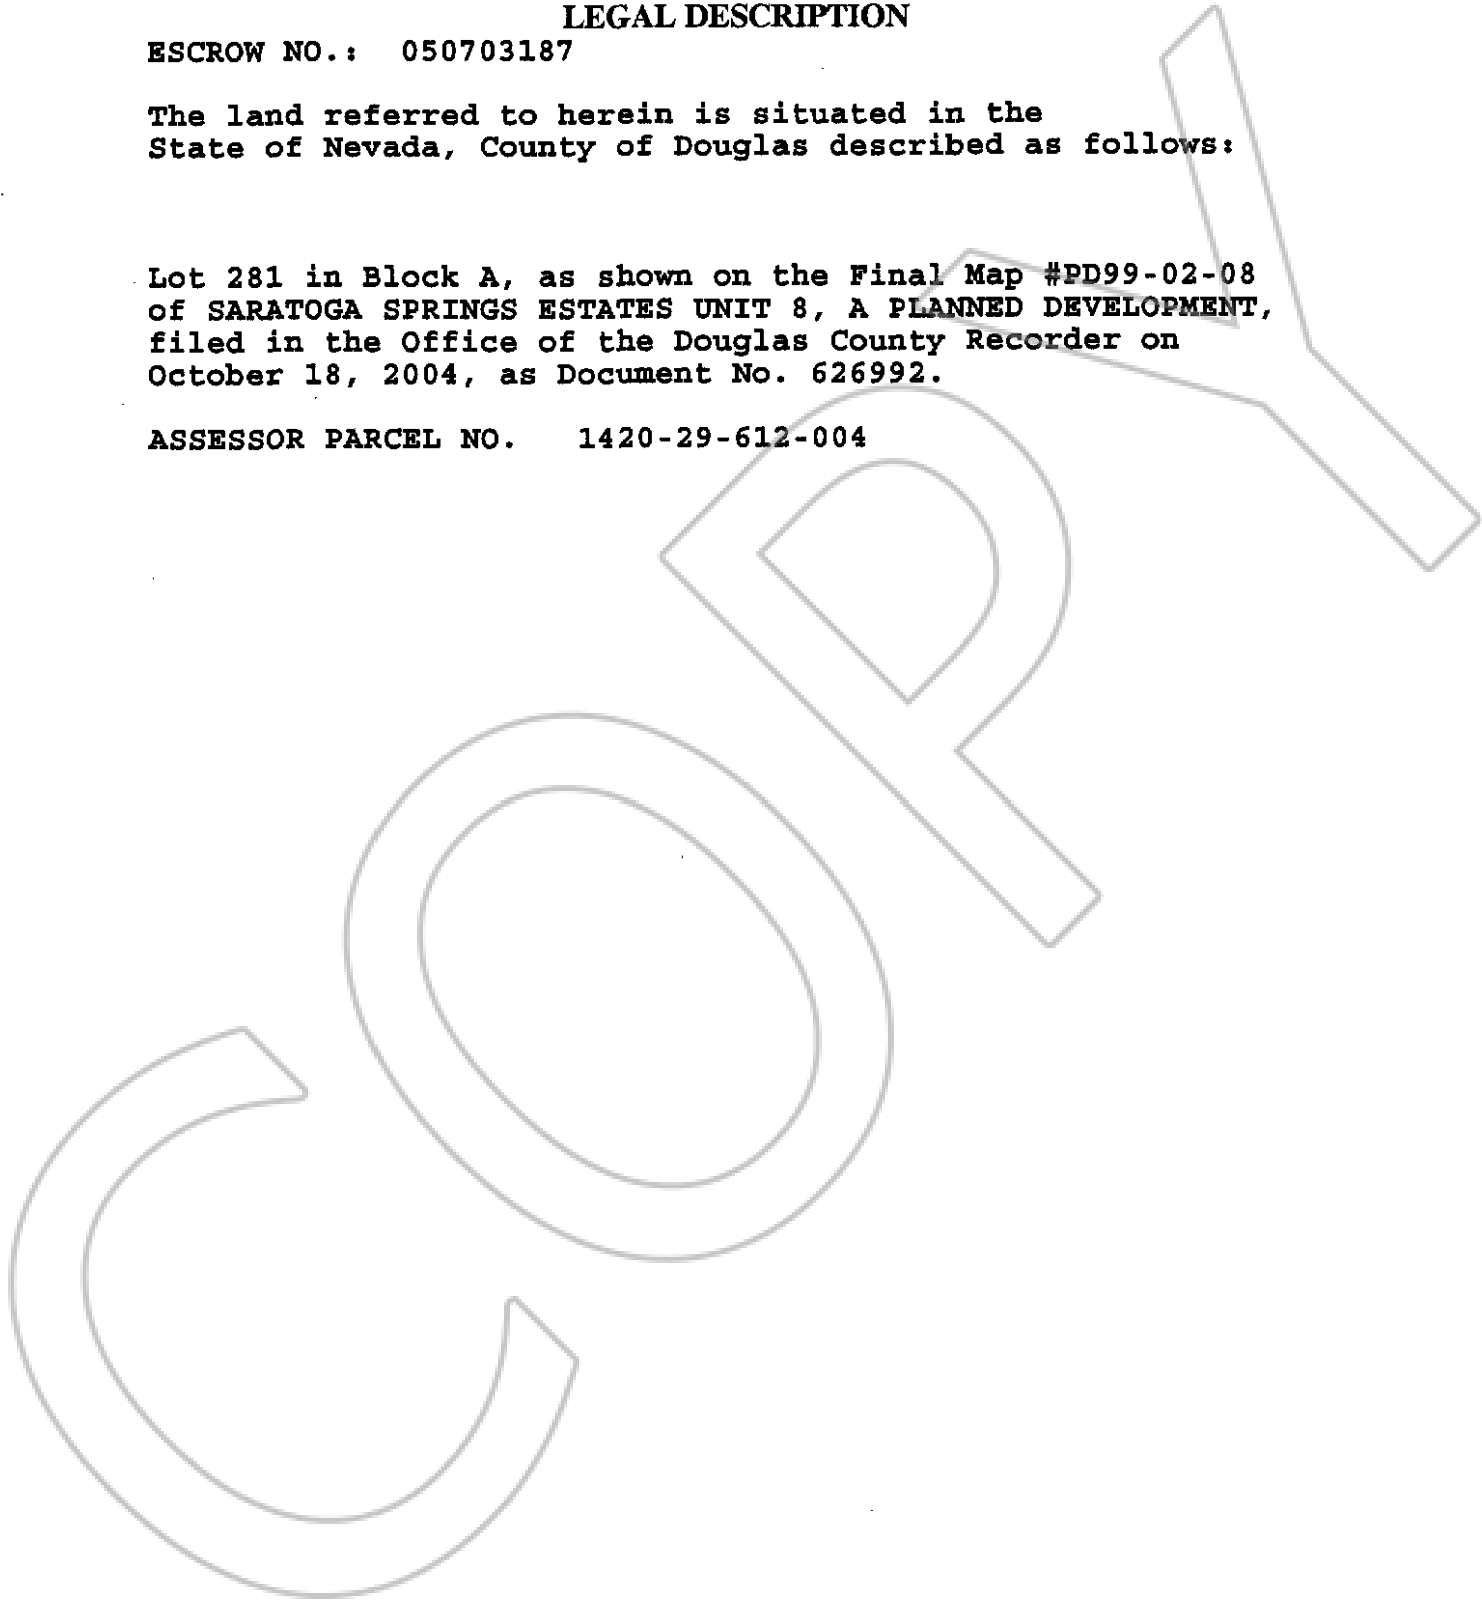 LEGAL DESCRIPTION
ESCROW NO.: 050703187
The land referred to herein is situated in the
State of Nevada, County of Douglas described as follows:
Lot 281 in Block A, as shown on the Final Map #PD99-02-08
of SARATOGA SPRINGS ESTATES UNIT 8, A PLANNED DEVELOPMENT,
filed in the Office of the Douglas County Recorder on
October 18, 2004, as Document No. 626992.
ASSESSOR PARCEL NO. 1420-29-612-004
COPY